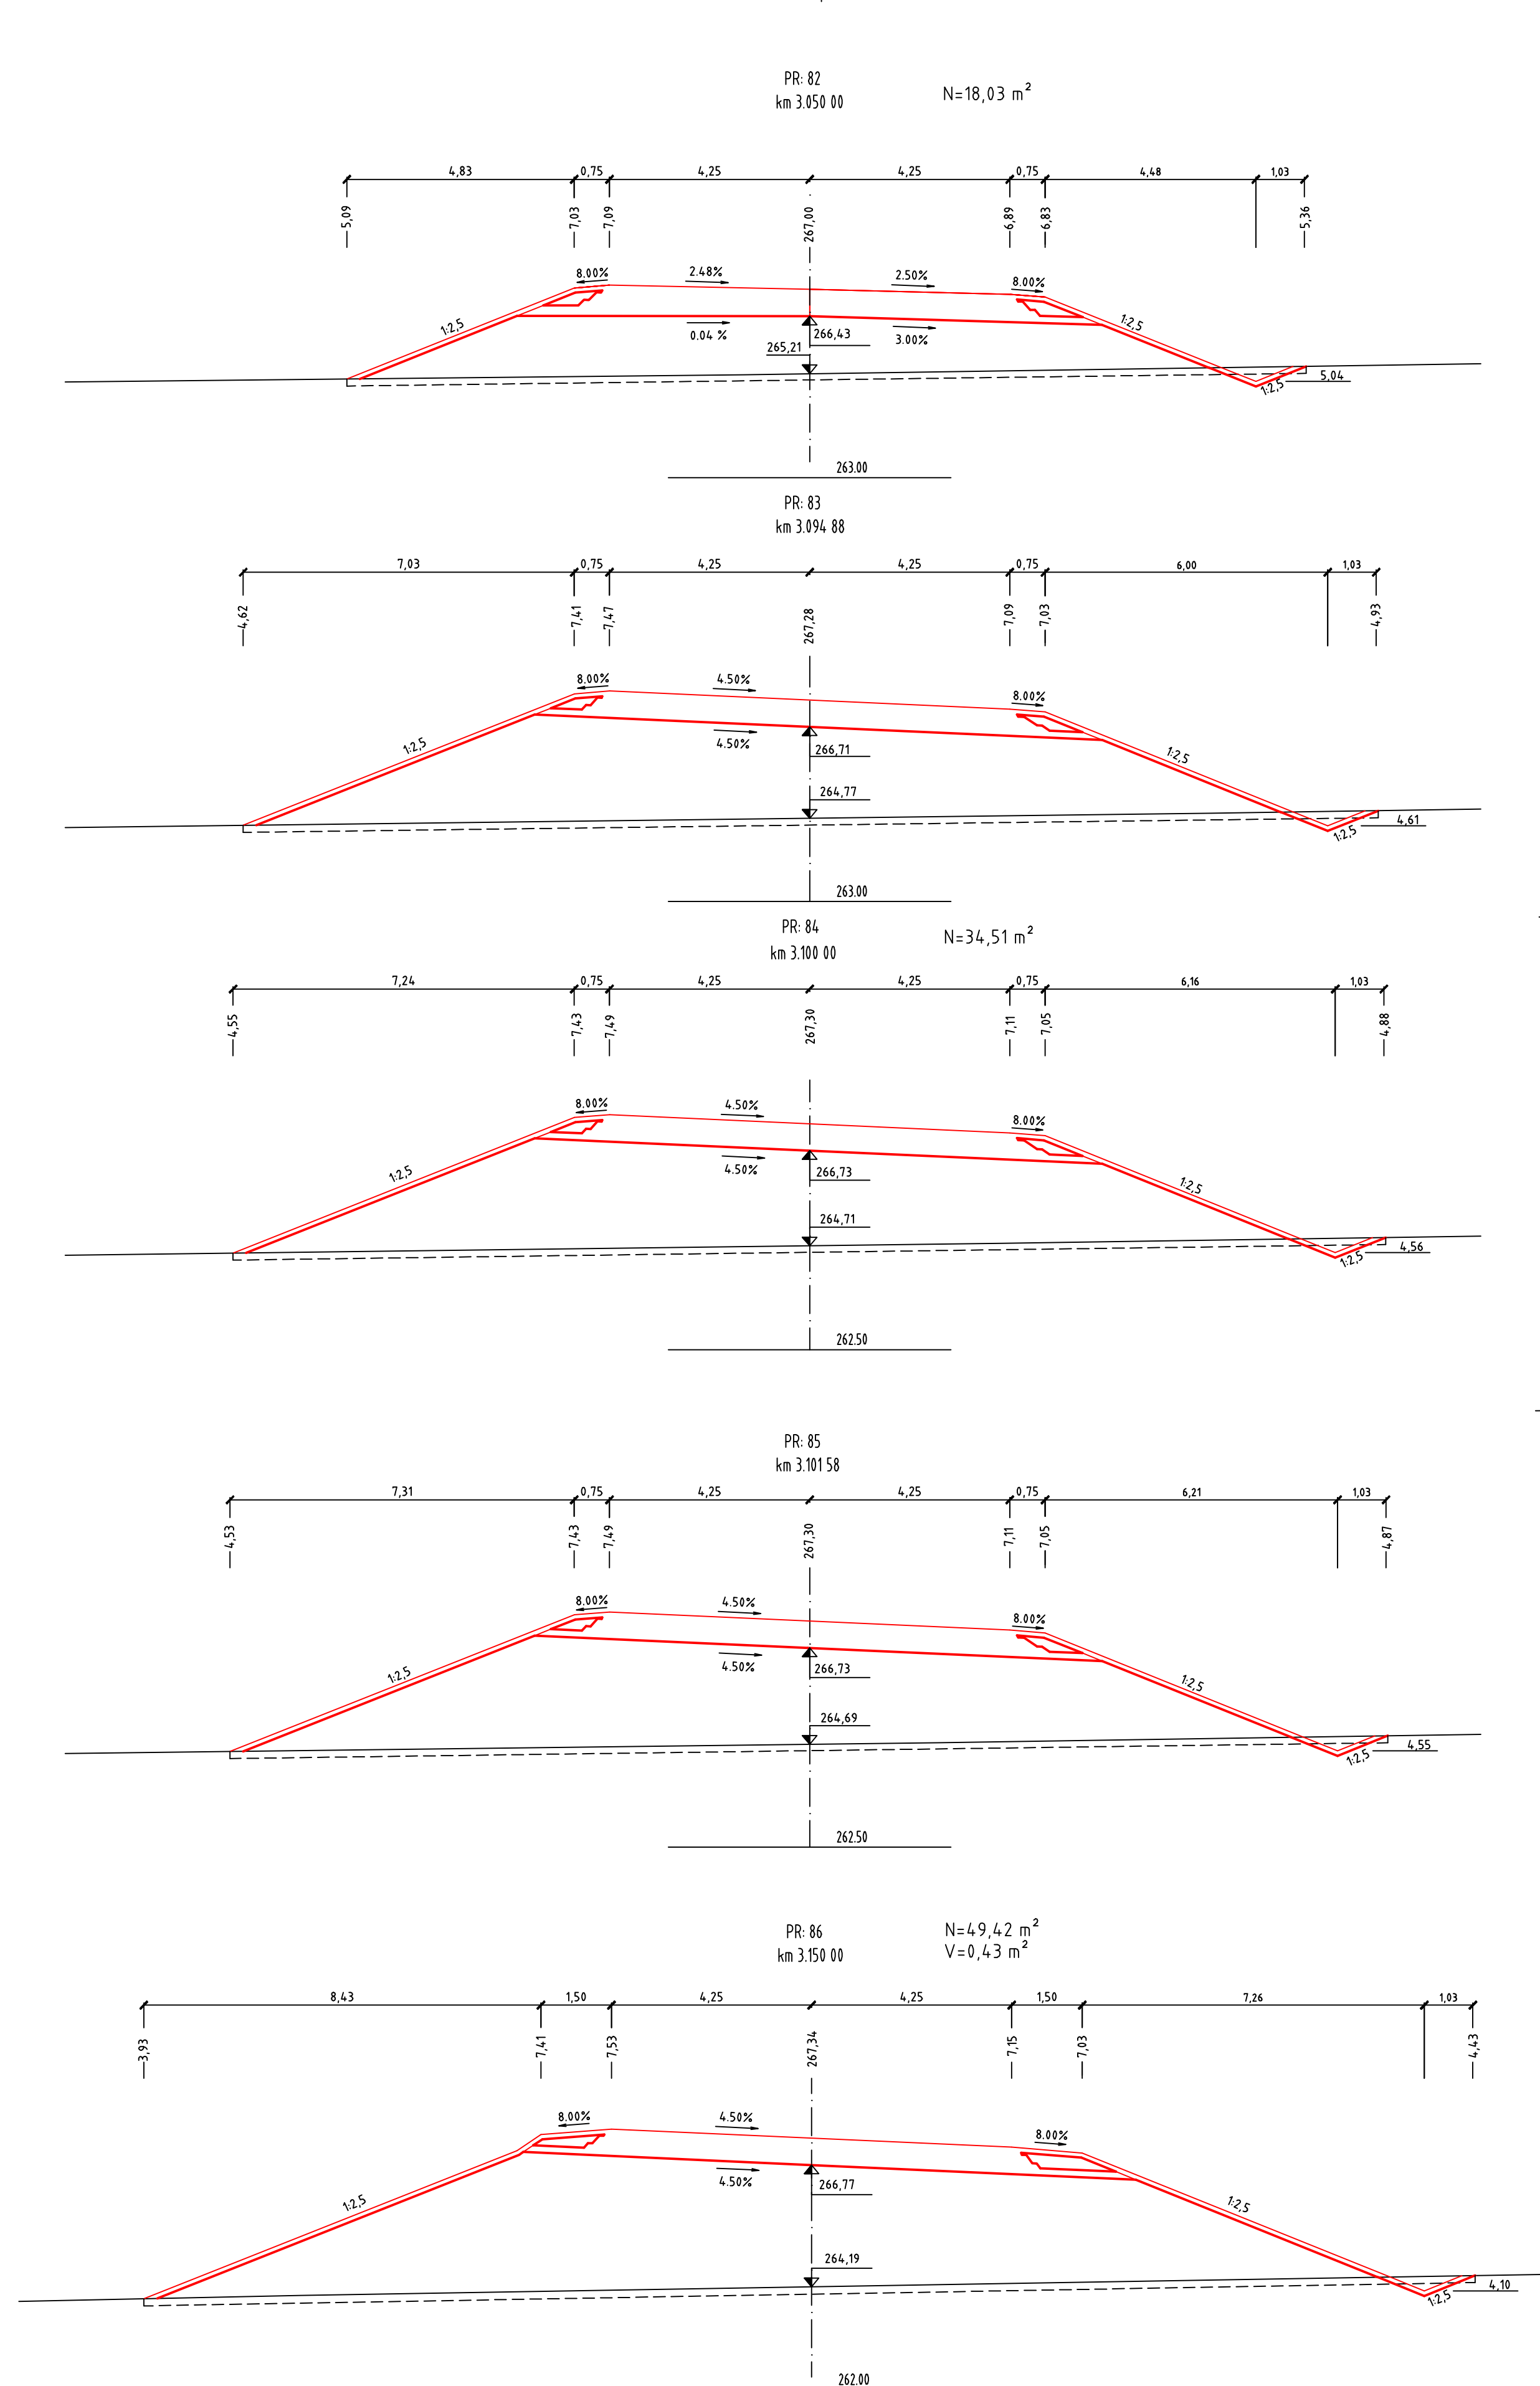 PR: 82
km 3.050 00
N=18,03 m²
4,83 0,75 4,25 4,25 0,75 4,48 1,03
5,09 7,03 7,09 267,00 6,89 6,83 5,36
8.00% 2.48% 2.50% 8.00%
1:2,5 1:2,5
0.04 % 266,43 3.00%
265,21
5,04
1:2,5
263.00
PR: 83
km 3.094 88
7,03 0,75 4,25 4,25 0,75 6,00 1,03
4,62 7,41 7,47 267,28 7,09 7,03 4,93
8.00% 4.50% 8.00%
1:2,5 4.50% 266,71 1:2,5
264,77
4,61
1:2,5
263.00
PR: 84
km 3.100 00
N=34,51 m²
7,24 0,75 4,25 4,25 0,75 6,16 1,03
4,55 7,43 7,49 267,30 7,11 7,05 4,88
8.00% 4.50% 8.00%
1:2,5 4.50% 266,73 1:2,5
264,71
4,56
1:2,5
262.50
PR: 85
km 3.101 58
7,31 0,75 4,25 4,25 0,75 6,21 1,03
4,53 7,43 7,49 267,30 7,11 7,05 4,87
8.00% 4.50% 8.00%
1:2,5 4.50% 266,73 1:2,5
264,69
4,55
1:2,5
262.50
PR: 86
km 3.150 00
N=49,42 m²
V=0,43 m²
8,43 1,50 4,25 4,25 1,50 7,26 1,03
3,93 7,41 7,53 267,34 7,15 7,03 4,43
8.00% 4.50% 8.00%
1:2,5 4.50% 266,77 1:2,5
264,19
4,10
1:2,5
262.00